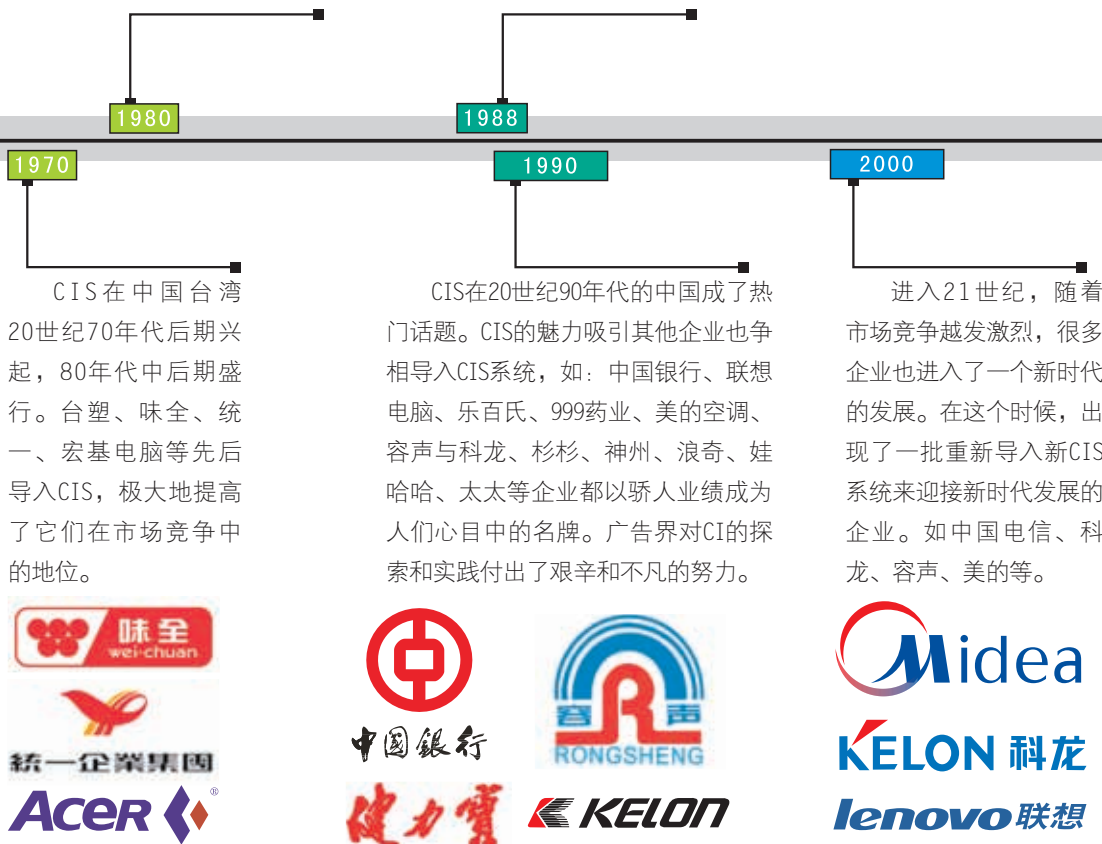 1980
1988
1970
1990
2000
CIS在中国台湾
20世纪70年代后期兴
起，80年代中后期盛
行。台塑、味全、统
一、宏基电脑等先后
导入CIS，极大地提高
了它们在市场竞争中
的地位。
味全
wei-chuan
統一企業集團
ACER
®
CIS在20世纪90年代的中国成了热
门话题。CIS的魅力吸引其他企业也争
相导入CIS系统，如：中国银行、联想
电脑、乐百氏、999药业、美的空调、
容声与科龙、杉杉、神州、浪奇、娃
哈哈、太太等企业都以骄人业绩成为
人们心目中的名牌。广告界对CI的探
索和实践付出了艰辛和不凡的努力。
中國銀行
容声
R
RONGSHENG
健力寶
KELON
进入21世纪，随着
市场竞争越发激烈，很多
企业也进入了一个新时代
的发展。在这个时候，出
现了一批重新导入新CIS
系统来迎接新时代发展的
企业。如中国电信、科
龙、容声、美的等。
Midea
KELON 科龙
lenovo联想